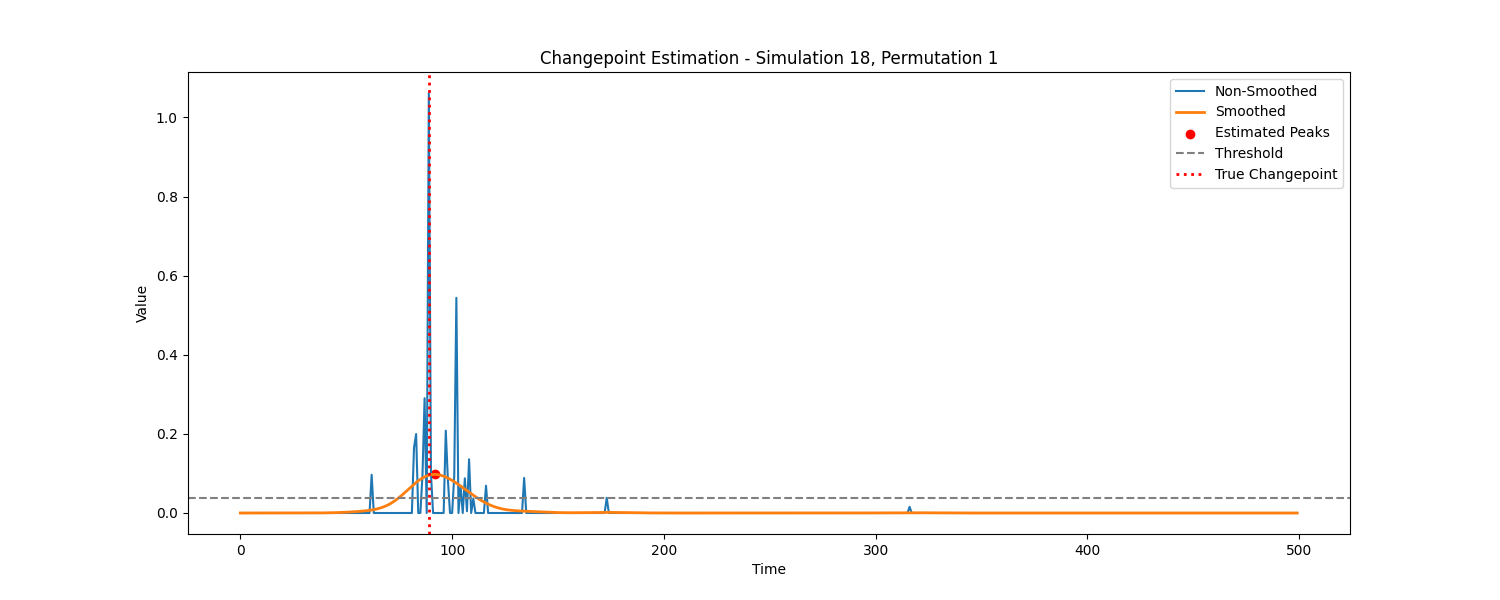 Changepoint Estimation - Simulation 18, Permutation 1
Non-Smoothed
Smoothed
Estimated Peaks
Threshold
True Changepoint
Value
1.0
0.8
0.6
0.4
0.2
0.0
0 100 200 300 400 500
Time